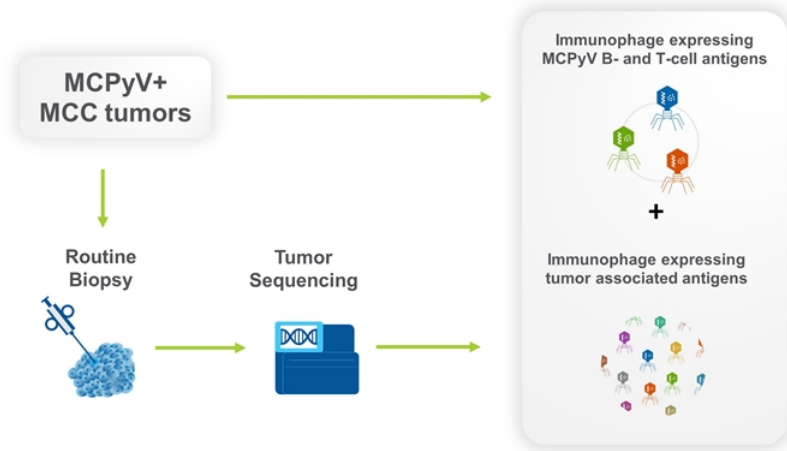 MCPyV+
MCC tumors
Immunophage expressing
MCPyV B- and T-cell antigens
+
Routine
Biopsy
Tumor
Sequencing
Immunophage expressing
tumor associated antigens